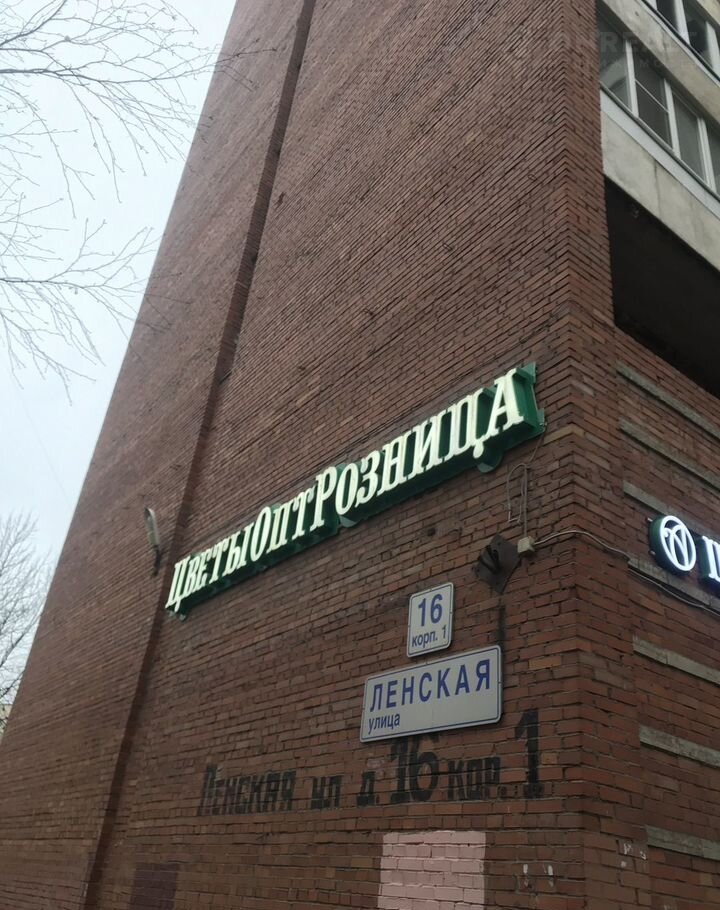 ЦветыОптРозница
16
корп. 1
ЛЕНСКАЯ
улица
Ленская ул д. 16 кор. 1